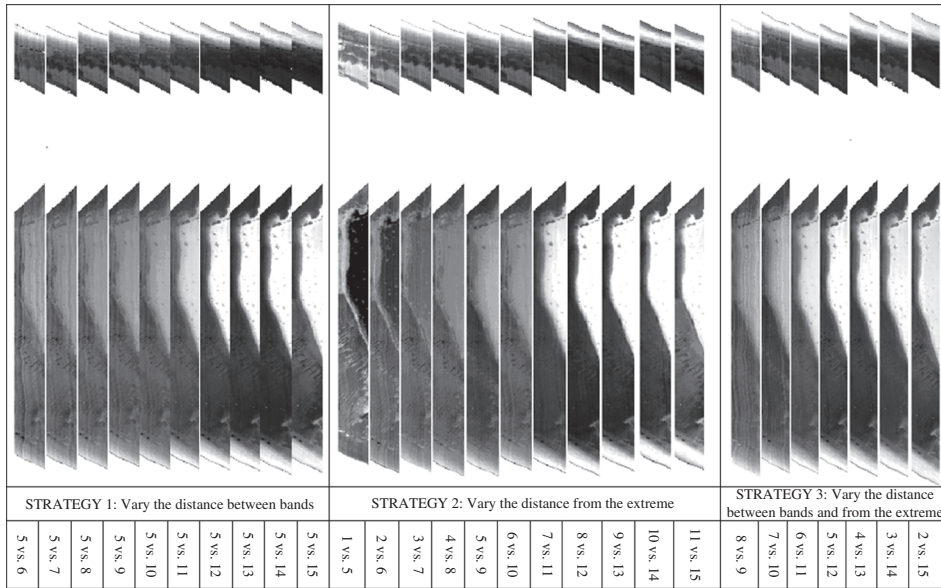 STRATEGY 1: Vary the distance between bands
STRATEGY 2: Vary the distance from the extreme
STRATEGY 3: Vary the distance
between bands and from the extreme
5 vs. 6
5 vs. 7
5 vs. 8
5 vs. 9
5 vs. 10
5 vs. 11
5 vs. 12
5 vs. 13
5 vs. 14
5 vs. 15
1 vs. 5
2 vs. 6
3 vs. 7
4 vs. 8
5 vs. 9
6 vs. 10
7 vs. 11
8 vs. 12
9 vs. 13
10 vs. 14
11 vs. 15
8 vs. 9
7 vs. 10
6 vs. 11
5 vs. 12
4 vs. 13
3 vs. 14
2 vs. 15